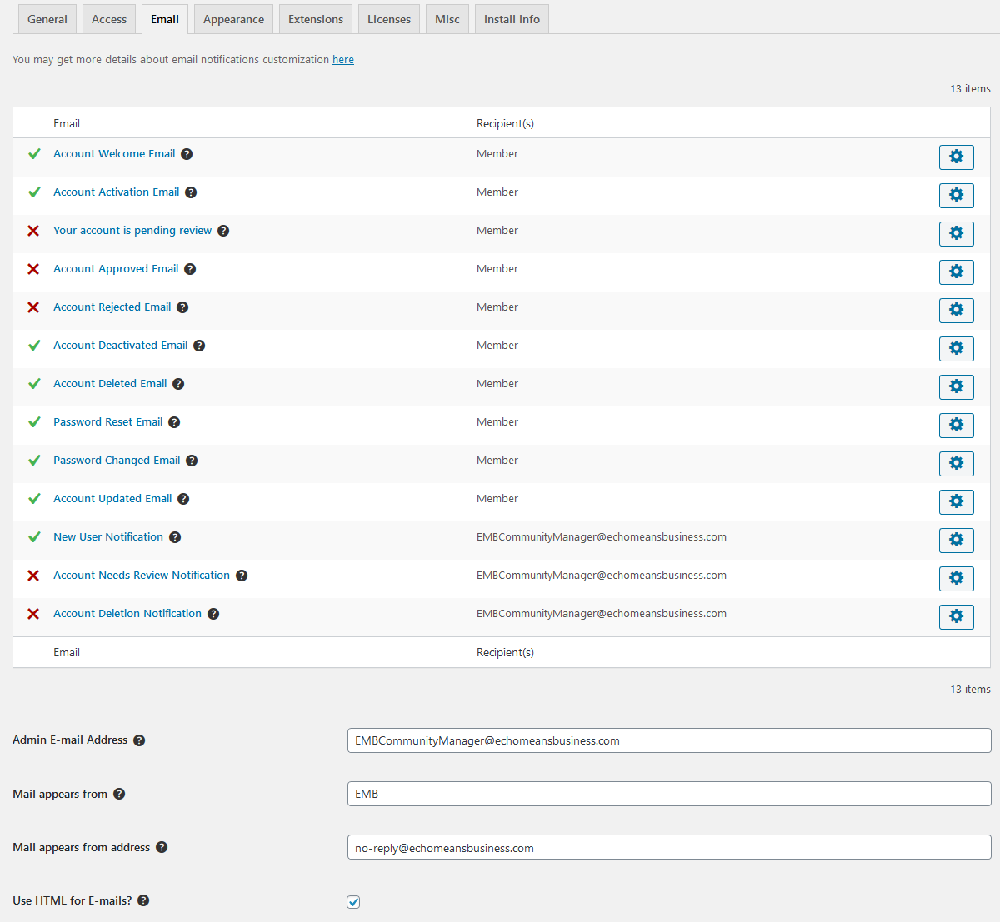 General Access Email Appearance Extensions Licenses Misc Install Info
You may get more details about email notifications customization here
13 items
Email Recipient(s)
Account Welcome Email ? Member
Account Activation Email ? Member
Your account is pending review ? Member
Account Approved Email ? Member
Account Rejected Email ? Member
Account Deactivated Email ? Member
Account Deleted Email ? Member
Password Reset Email ? Member
Password Changed Email ? Member
Account Updated Email ? Member
New User Notification ? EMBCommunityManager@echomeansbusiness.com
Account Needs Review Notification ? EMBCommunityManager@echomeansbusiness.com
Account Deletion Notification ? EMBCommunityManager@echomeansbusiness.com
Email Recipient(s)
13 items
Admin E-mail Address ? EMBCommunityManager@echomeansbusiness.com
Mail appears from ? EMB
Mail appears from address ? no-reply@echomeansbusiness.com
Use HTML for E-mails? ?